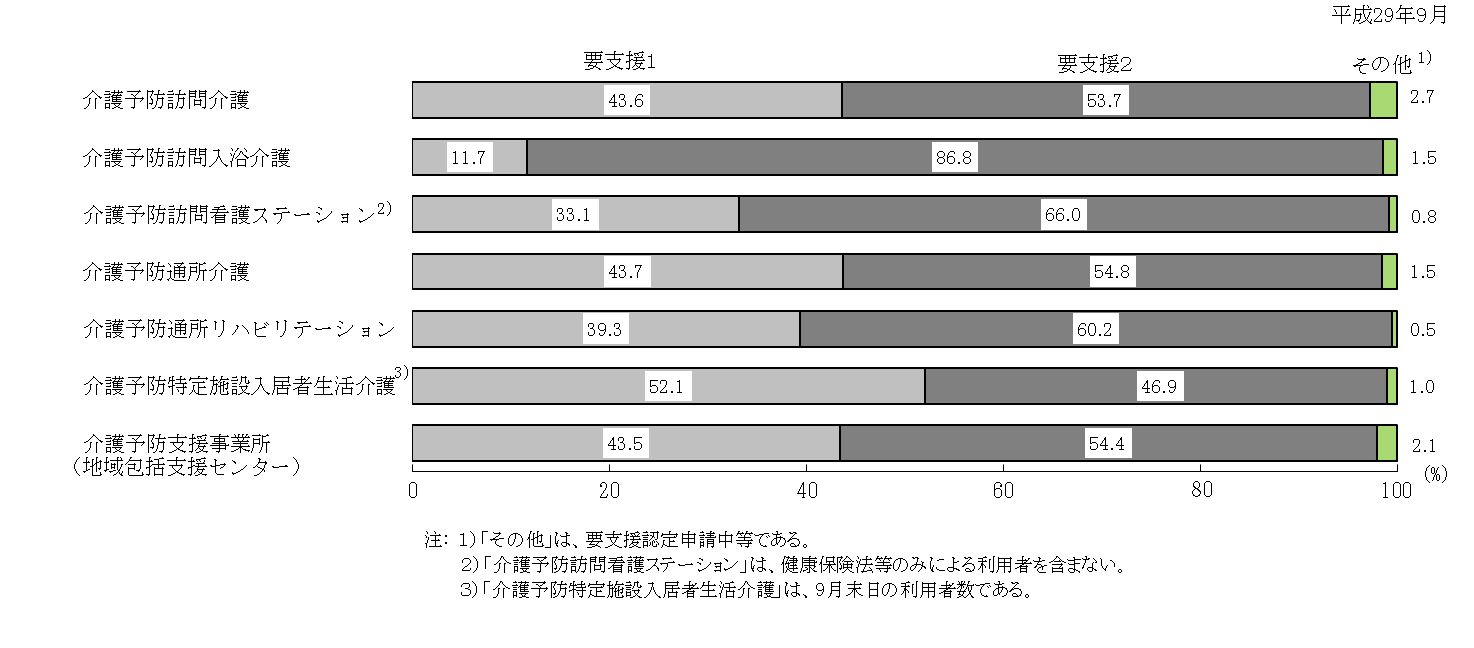 平成29年9月
要支援1 要支援2 その他 1)
介護予防訪問介護 43.6 53.7 2.7
介護予防訪問入浴介護 11.7 86.8 1.5
介護予防訪問看護ステーション2) 33.1 66.0 0.8
介護予防通所介護 43.7 54.8 1.5
介護予防通所リハビリテーション 39.3 60.2 0.5
介護予防特定施設入居者生活介護3) 52.1 46.9 1.0
介護予防支援事業所 43.5 54.4 2.1
（地域包括支援センター）
0 20 40 60 80 100 (%)
注： 1)「その他」は、要支援認定申請中等である。
2)「介護予防訪問看護ステーション」は、健康保険法等のみによる利用者を含まない。
3)「介護予防特定施設入居者生活介護」は、9月末日の利用者数である。